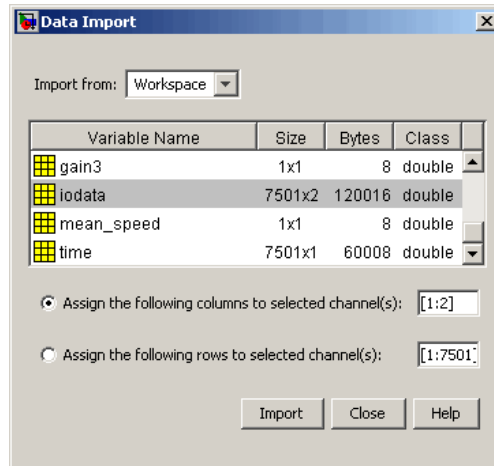 Data Import
Import from: Workspace
Variable Name Size Bytes Class
gain3 1x1 8 double
iodata 7501x2 120016 double
mean_speed 1x1 8 double
time 7501x1 60008 double
Assign the following columns to selected channel(s): [1:2]
Assign the following rows to selected channel(s): [1:7501]
Import Close Help